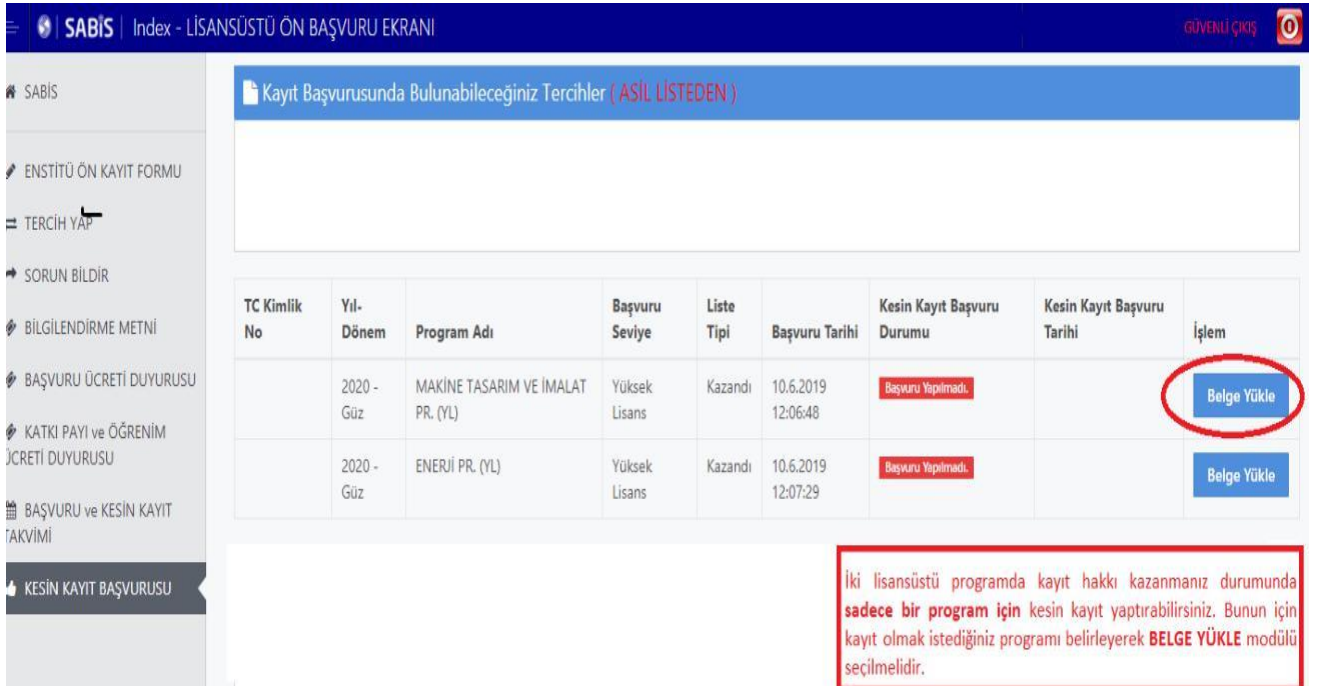 SABİS | Index - LİSANSÜSTÜ ÖN BAŞVURU EKRANI
GÜVENLİ ÇIKIŞ
SABİS
ENSTİTÜ ÖN KAYIT FORMU
TERCİH YAP
SORUN BİLDİR
BİLGİLENDİRME METNİ
BAŞVURU ÜCRETİ DUYURUSU
KATKI PAYI ve ÖĞRENİM
ÜCRETİ DUYURUSU
BAŞVURU ve KESİN KAYIT
TAKVİMİ
KESİN KAYIT BAŞVURUSU
Kayıt Başvurusunda Bulunabileceğiniz Tercihler ( ASİL LİSTEDEN )
TC Kimlik No | Yıl-Dönem | Program Adı | Başvuru Seviye | Liste Tipi | Başvuru Tarihi | Kesin Kayıt Başvuru Durumu | Kesin Kayıt Başvuru Tarihi | İşlem
2020 - Güz | MAKİNE TASARIM VE İMALAT PR. (YL) | Yüksek Lisans | Kazandı | 10.6.2019 12:06:48 | Başvuru Yapılmadı. | Belge Yükle
2020 - Güz | ENERJİ PR. (YL) | Yüksek Lisans | Kazandı | 10.6.2019 12:07:29 | Başvuru Yapılmadı. | Belge Yükle
İki lisansüstü programda kayıt hakkı kazanmanız durumunda
sadece bir program için kesin kayıt yaptırabilirsiniz. Bunun için
kayıt olmak istediğiniz programı belirleyerek BELGE YÜKLE modülü
seçilmelidir.